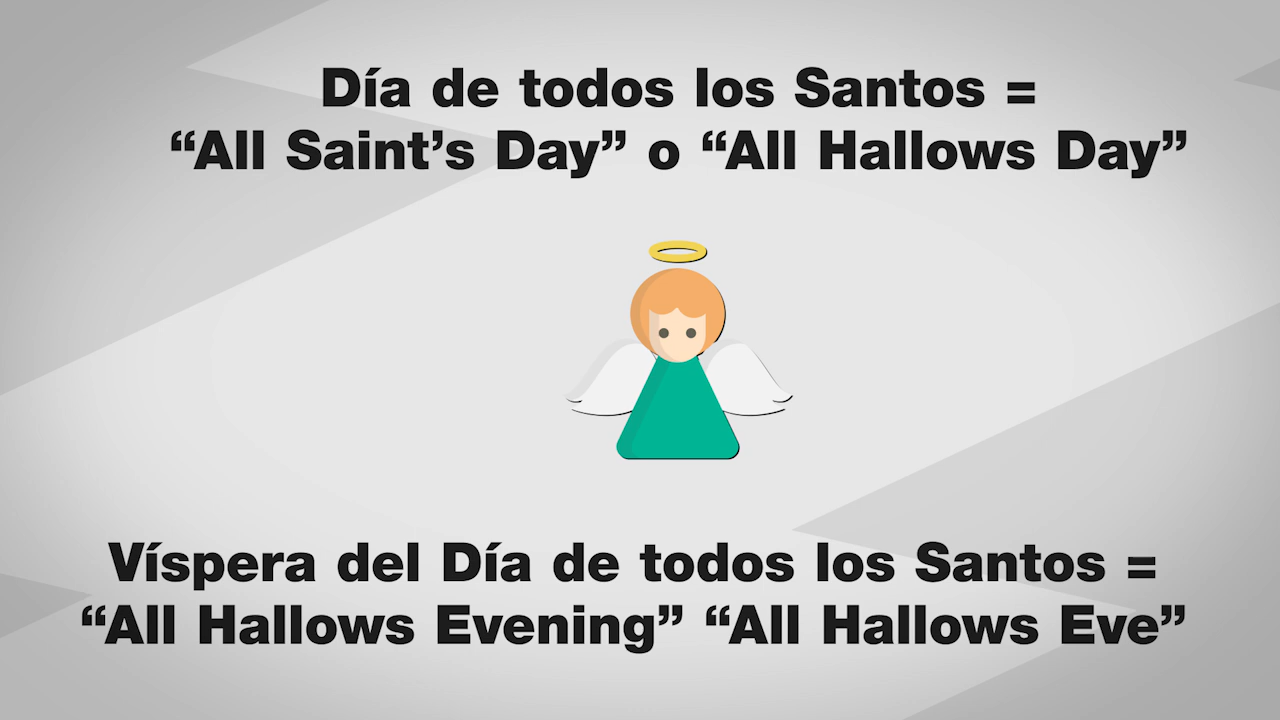 Día de todos los Santos =
“All Saint’s Day” o “All Hallows Day”
Víspera del Día de todos los Santos =
“All Hallows Evening” “All Hallows Eve”